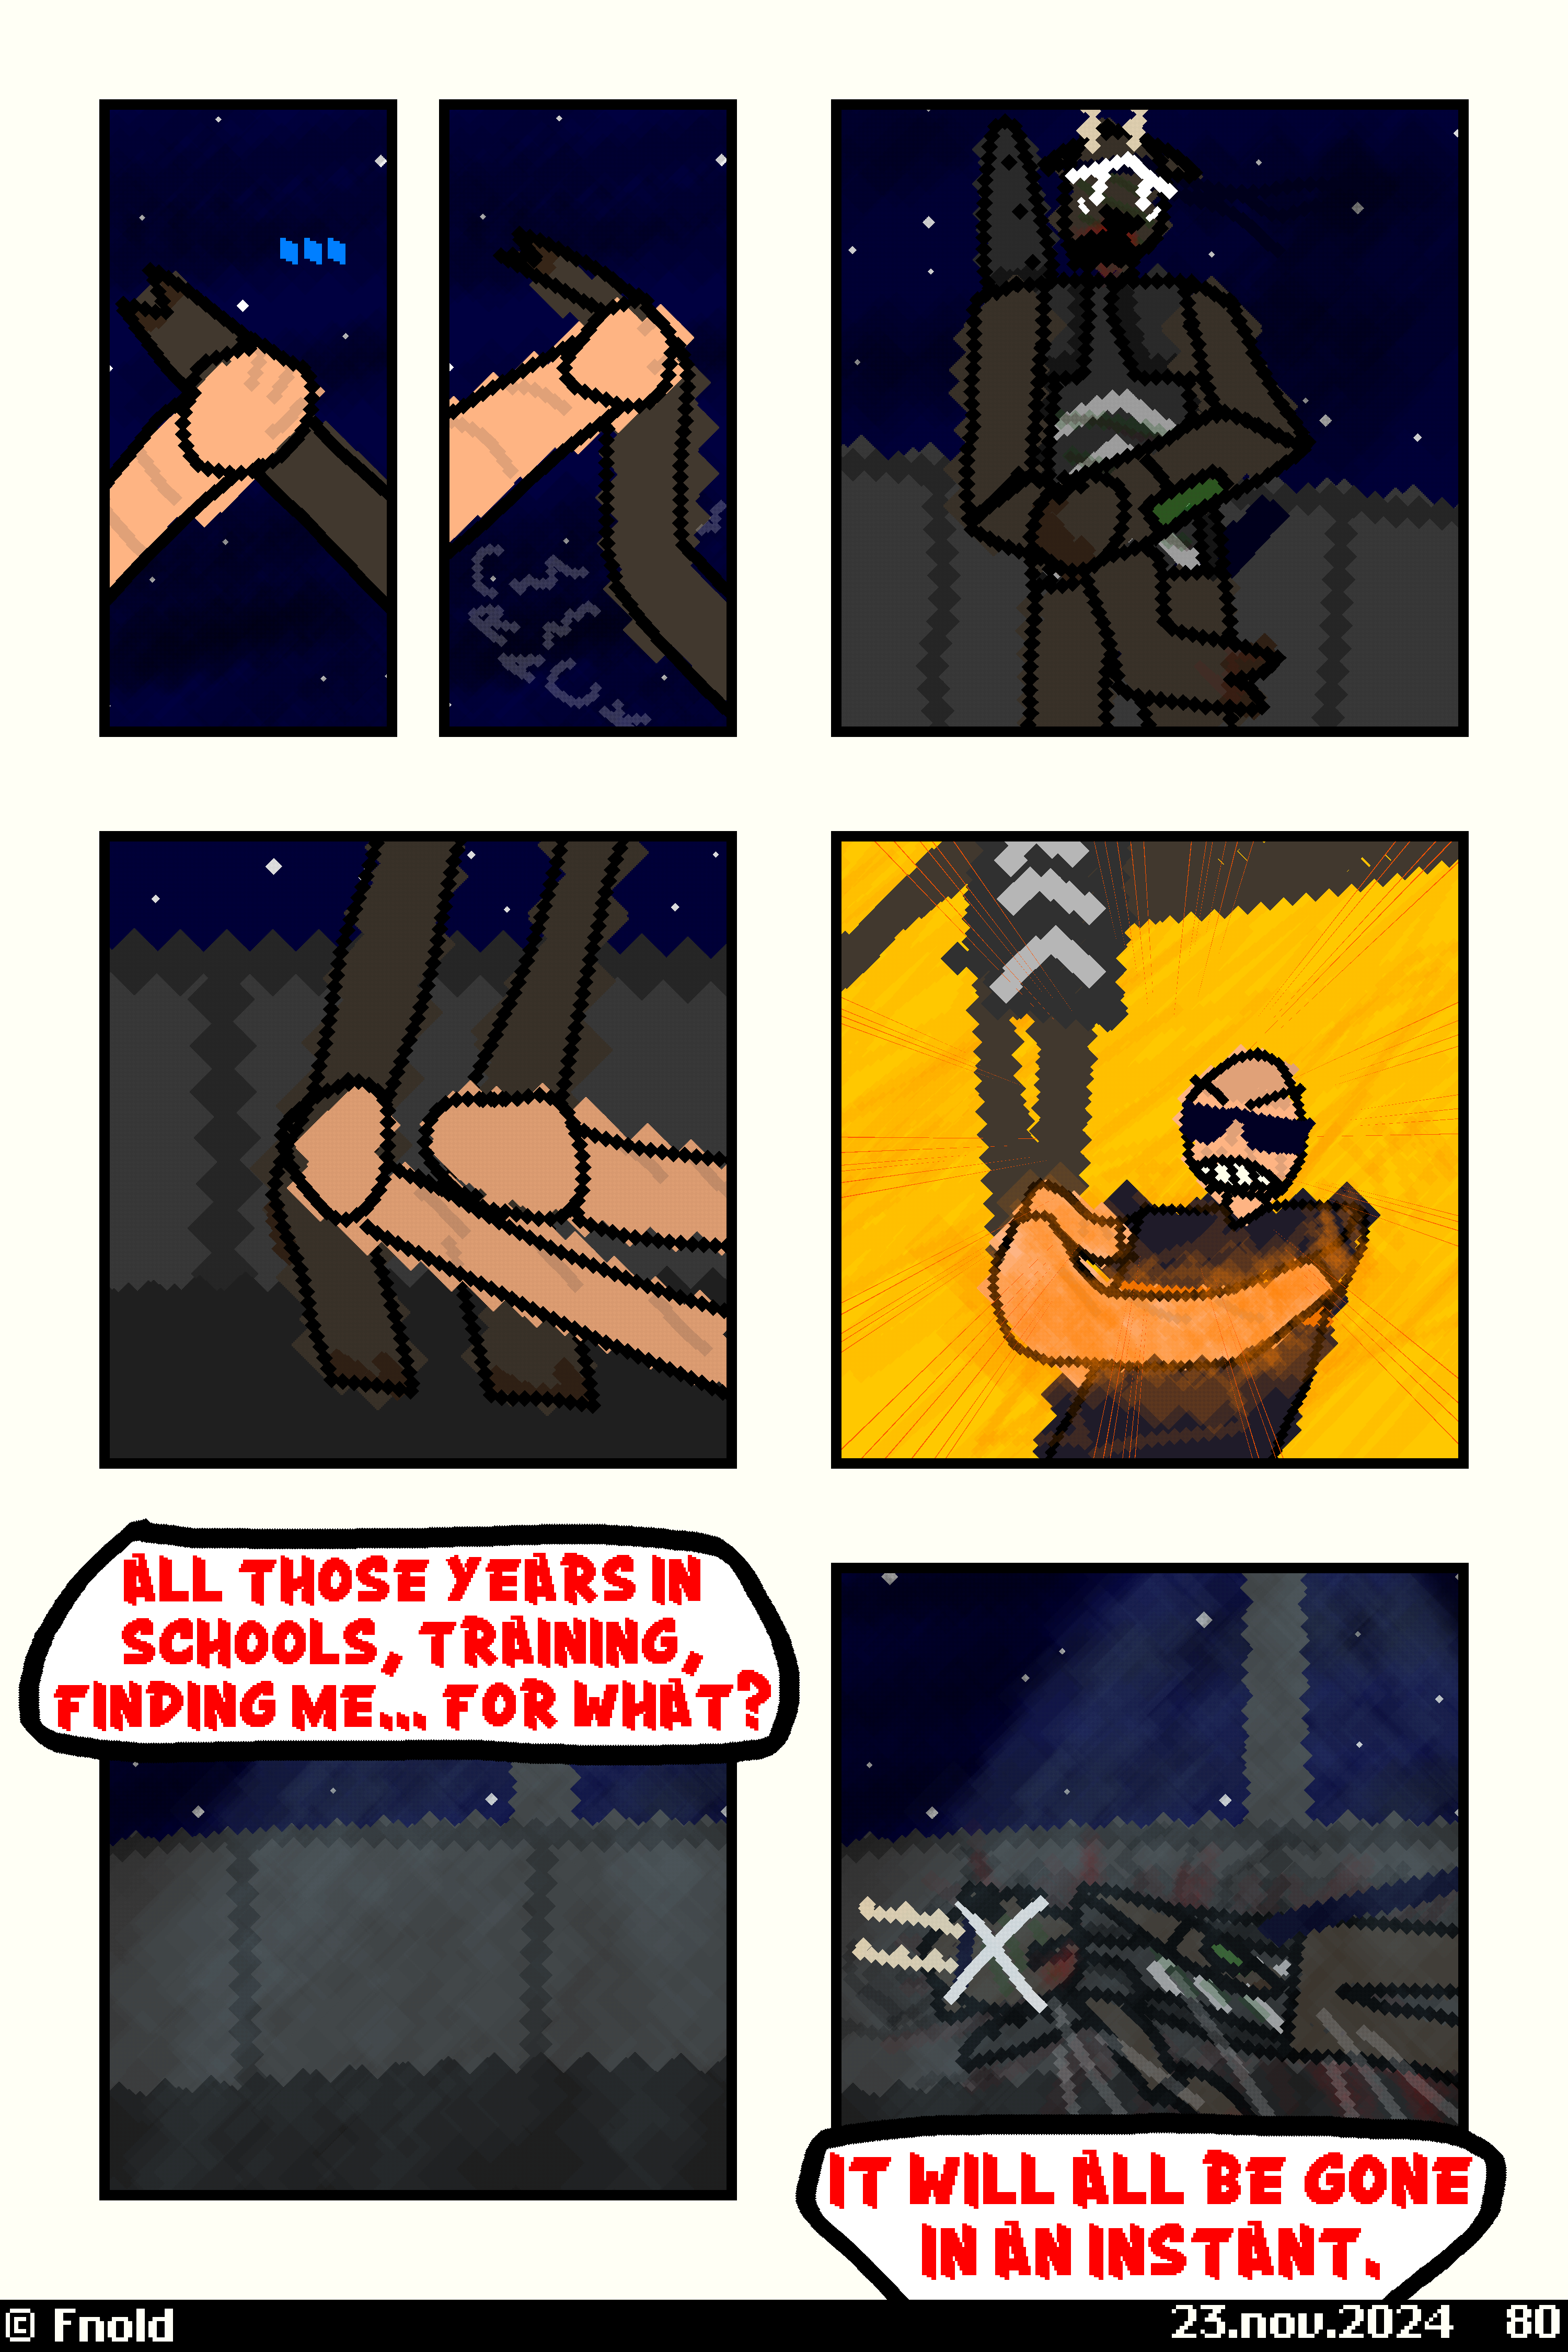 CRACK
ALL THOSE YEARS IN
SCHOOLS, TRAINING,
FINDING ME... FOR WHAT?
IT WILL ALL BE GONE
IN AN INSTANT.
© Fnold
23.nov.2024 80